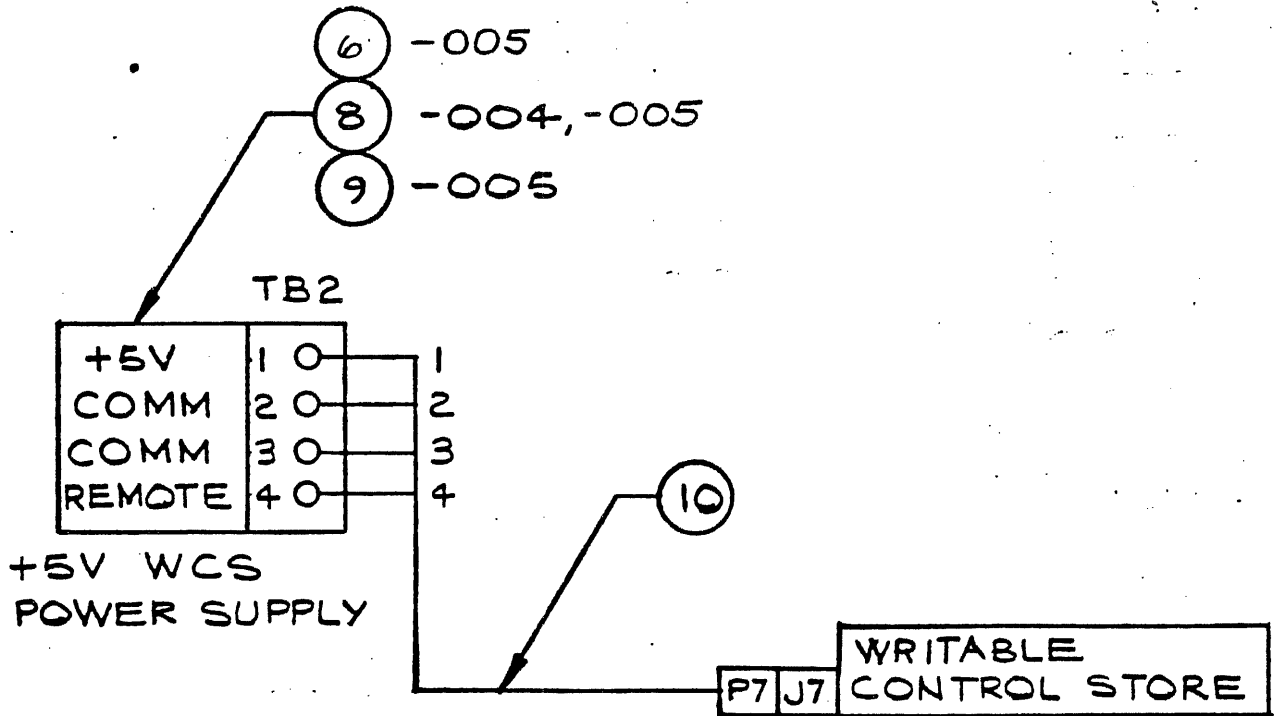 6 -005
8 -004, -005
9 -005
TB2
+5V 1 1
COMM 2 2
COMM 3 3
REMOTE 4 4
10
+5V WCS
POWER SUPPLY
WRITABLE
P7 J7 CONTROL STORE